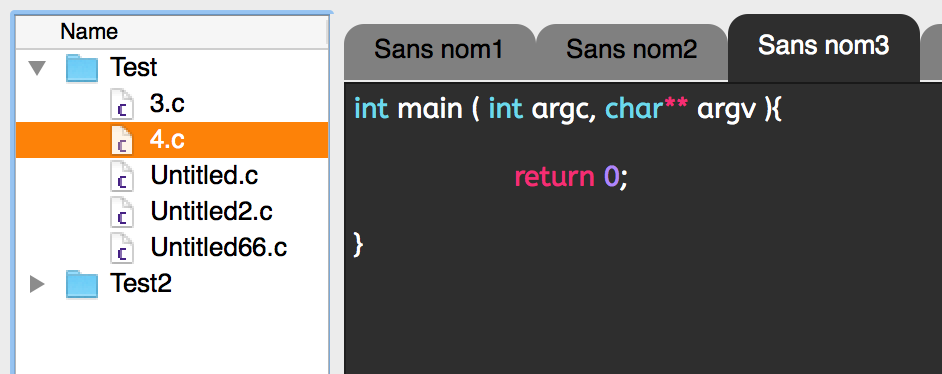 Name
Test
3.c
4.c
Untitled.c
Untitled2.c
Untitled66.c
Test2
Sans nom1
Sans nom2
Sans nom3
int main ( int argc, char** argv ){
return 0;
}